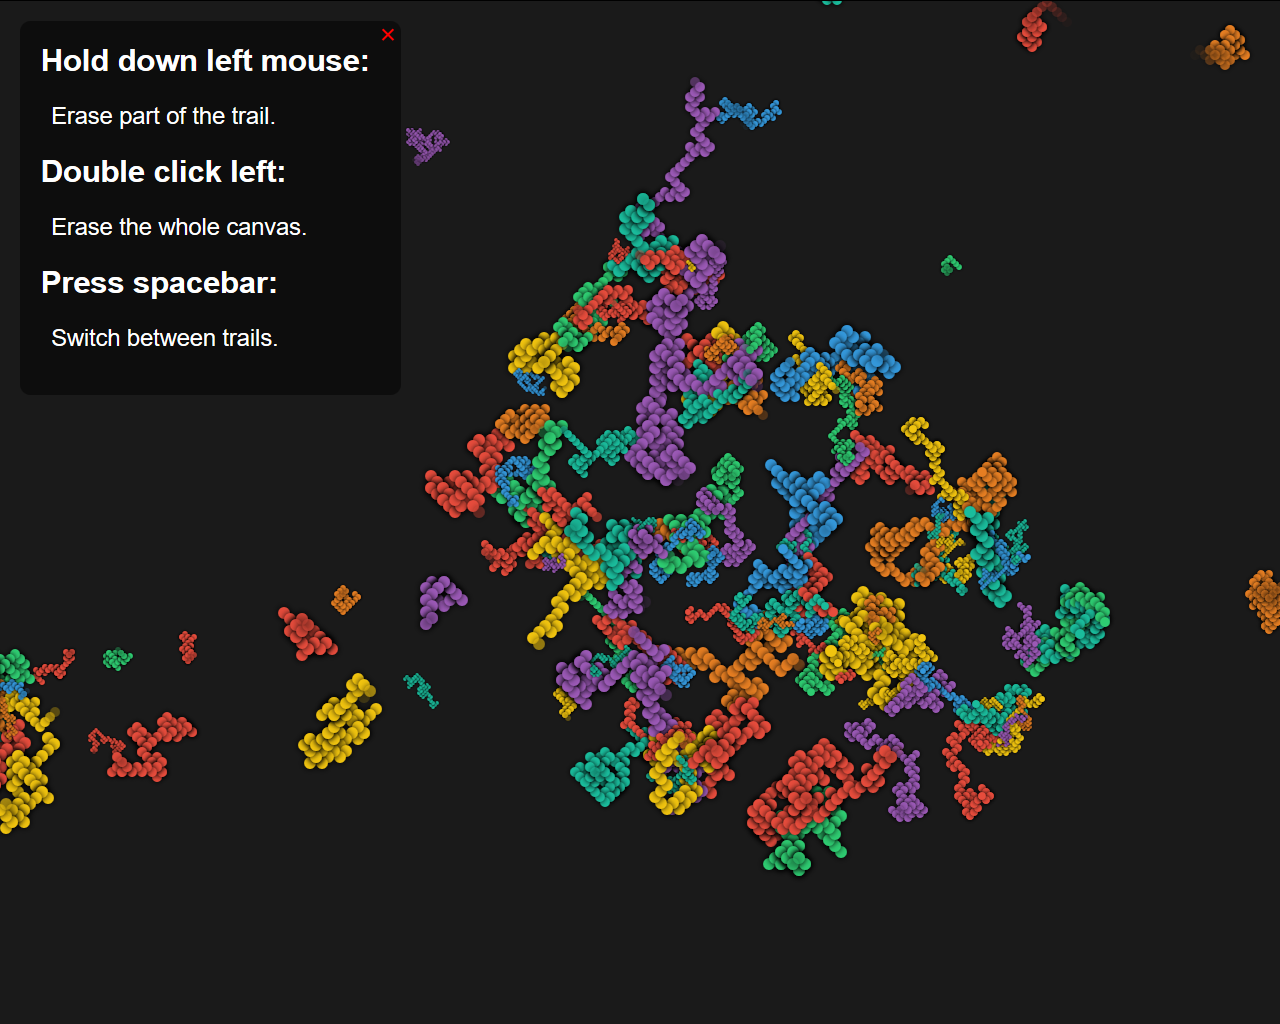 Hold down left mouse:
Erase part of the trail.
Double click left:
Erase the whole canvas.
Press spacebar:
Switch between trails.